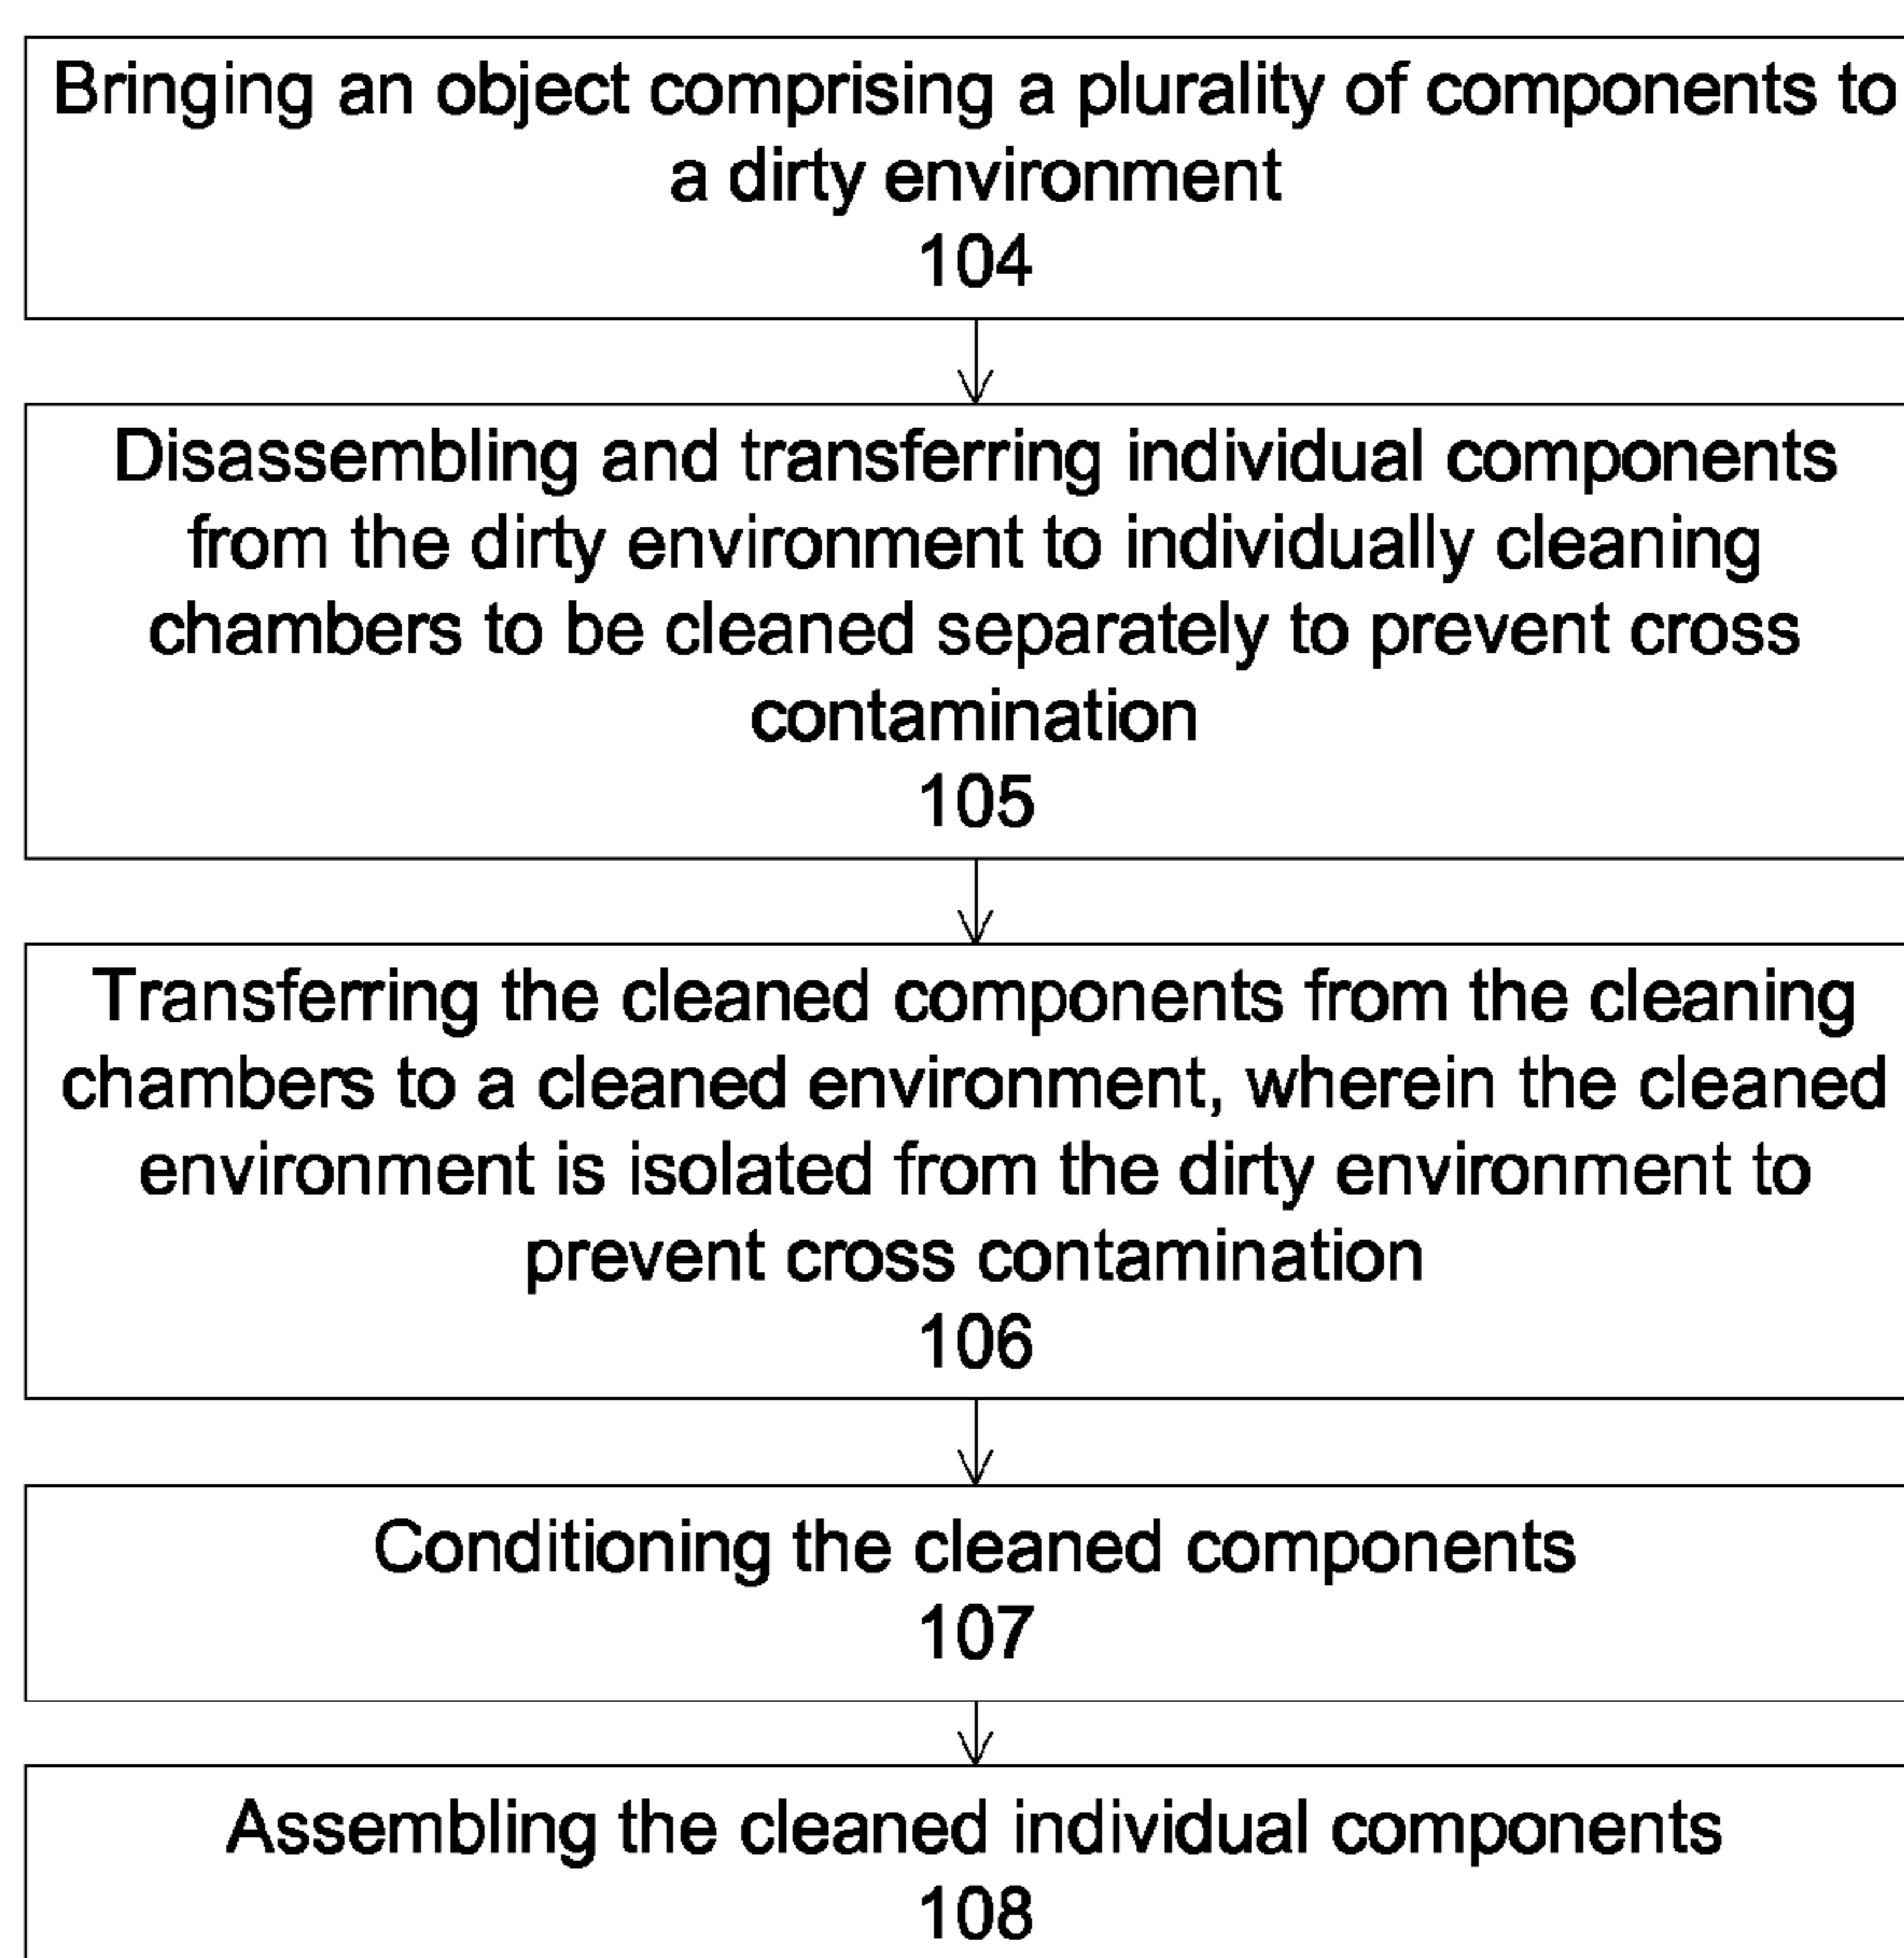 Bringing an object comprising a plurality of components to
a dirty environment
104
Disassembling and transferring individual components
from the dirty environment to individually cleaning
chambers to be cleaned separately to prevent cross
contamination
105
Transferring the cleaned components from the cleaning
chambers to a cleaned environment, wherein the cleaned
environment is isolated from the dirty environment to
prevent cross contamination
106
Conditioning the cleaned components
107
Assembling the cleaned individual components
108